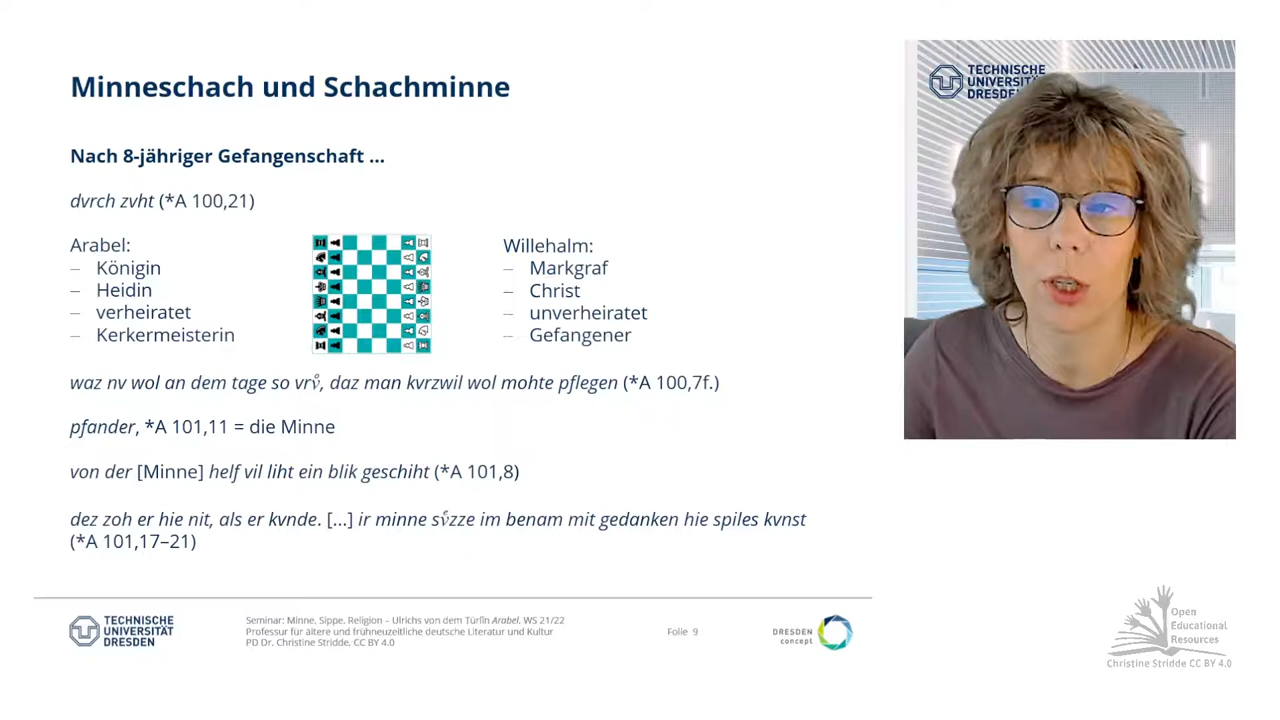 Minneschach und Schachminne
Nach 8-jähriger Gefangenschaft ...
dvrch zvht (*A 100,21)
Arabel:
– Königin
– Heidin
– verheiratet
– Kerkermeisterin
Willehalm:
– Markgraf
– Christ
– unverheiratet
– Gefangener
waz nv wol an dem tage so vrvͦ, daz man kvrzwil wol mohte pflegen (*A 100,7f.)
pfander, *A 101,11 = die Minne
von der [Minne] helf vil liht ein blik geschiht (*A 101,8)
dez zoh er hie nit, als er kvnde. [...] ir minne svͤzze im benam mit gedanken hie spiles kvnst
(*A 101,17–21)
TECHNISCHE
UNIVERSITÄT
DRESDEN
Seminar: Minne, Sippe, Religion – Ulrichs von dem Türlîn Arabel. WS 21/22
Professur für ältere und frühneuzeitliche deutsche Literatur und Kultur
PD Dr. Christine Stridde, CC BY 4.0
Folie 9
DRESDEN
concept
TECHNISCHE
UNIVERSITÄT
DRESDEN
Open
Educational
Resources
Christine Stridde CC BY 4.0